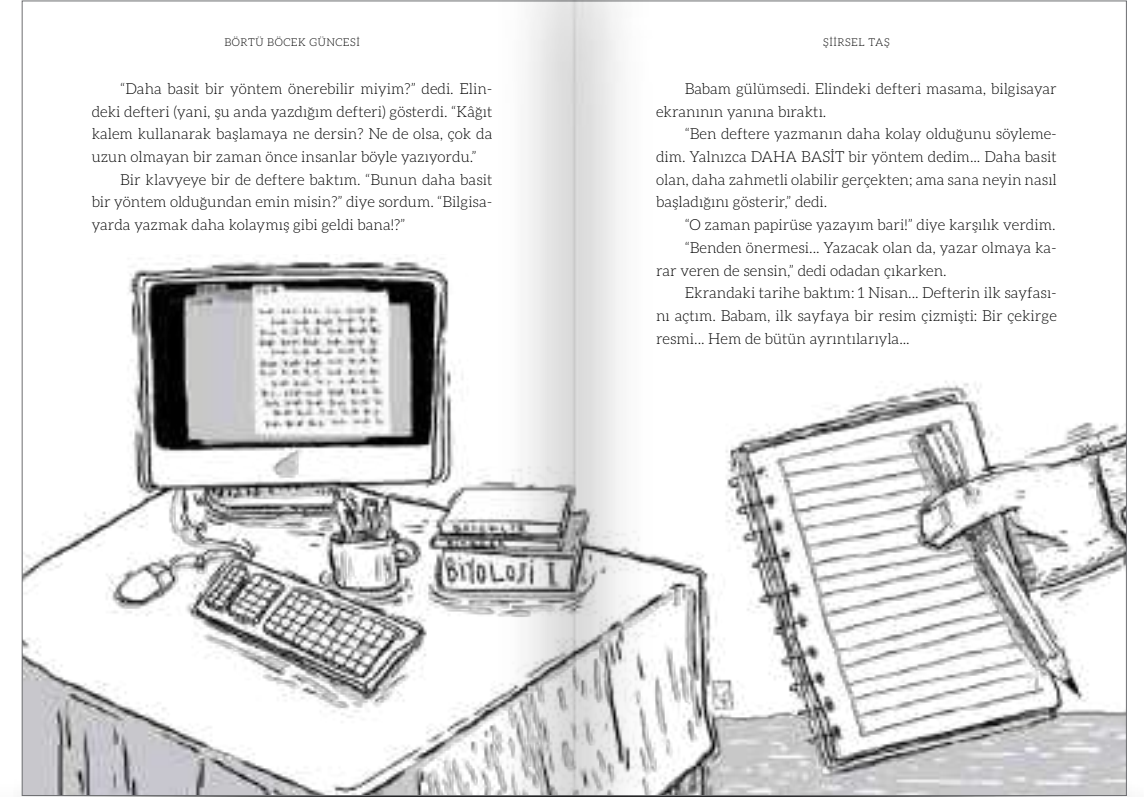 BÖRTÜ BÖCEK GÜNCESİ
“Daha basit bir yöntem önerebilir miyim?” dedi. Elin-
deki defteri (yani, şu anda yazdığım defteri) gösterdi. “Kâğıt
kalem kullanarak başlamaya ne dersin? Ne de olsa, çok da
uzun olmayan bir zaman önce insanlar böyle yazıyordu.”
Bir klavyeye bir de deftere baktım. “Bunun daha basit
bir yöntem olduğundan emin misin?” diye sordum. “Bilgisa-
yarda yazmak daha kolaymış gibi geldi bana!?”
BİYOLOJİ I
ŞİİRSEL TAŞ
Babam gülümsedi. Elindeki defteri masama, bilgisayar
ekranının yanına bıraktı.
“Ben deftere yazmanın daha kolay olduğunu söyleme-
dim. Yalnızca DAHA BASİT bir yöntem dedim... Daha basit
olan, daha zahmetli olabilir gerçekten; ama sana neyin nasıl
başladığını gösterir,” dedi.
“O zaman papirüse yazayım bari!” diye karşılık verdim.
“Benden önermesi... Yazacak olan da, yazar olmaya ka-
rar veren de sensin,” dedi odadan çıkarken.
Ekrandaki tarihe baktım: 1 Nisan... Defterin ilk sayfası-
nı açtım. Babam, ilk sayfaya bir resim çizmişti: Bir çekirge
resmi... Hem de bütün ayrıntılarıyla...